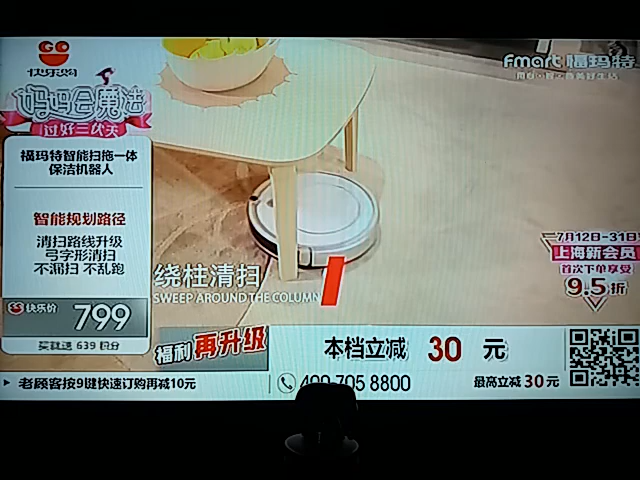 GO
快乐购
fmart 福玛特
妈妈会魔法
过好三伏天
福玛特智能扫拖一体
保洁机器人
智能规划路径
清扫路线升级
弓字形清扫
不漏扫 不乱跑
绕柱清扫
SWEEP AROUND THE COLUMN
7月12日-31日
上海新会员
首次下单享受
9.5折
快乐价 799
买就送 639 积分
福利再升级
本档立减 30 元
老顾客按9键快速订购再减10元
400 705 8800
最高立减30元